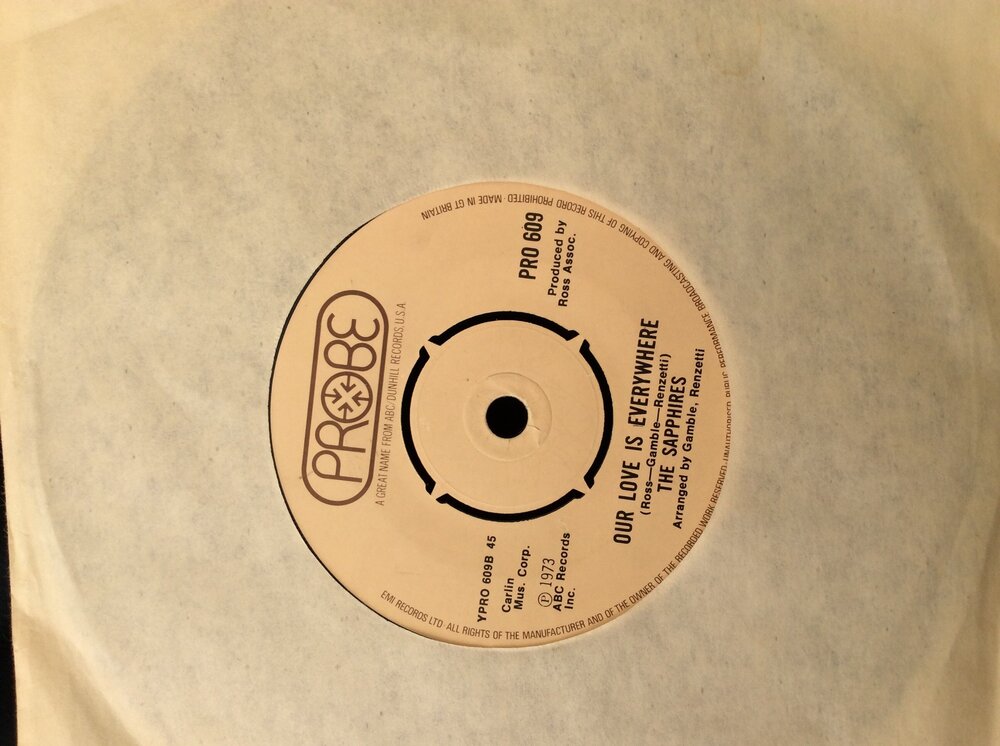 PROBE
A GREAT NAME FROM ABC/DUNHILL RECORDS, U.S.A
YPRO 609B 45
Carlin
Mus. Corp.
℗ 1973
ABC Records
Inc.
PRO 609
Produced by
Ross Assoc.
OUR LOVE IS EVERYWHERE
(Ross—Gamble—Renzetti)
THE SAPPHIRES
Arranged by Gamble, Renzetti
EMI RECORDS LTD · ALL RIGHTS OF THE MANUFACTURER AND OF THE OWNER OF THE RECORDED WORK RESERVED · UNAUTHORISED PUBLIC PERFORMANCE BROADCASTING AND COPYING OF THIS RECORD PROHIBITED · MADE IN GT BRITAIN